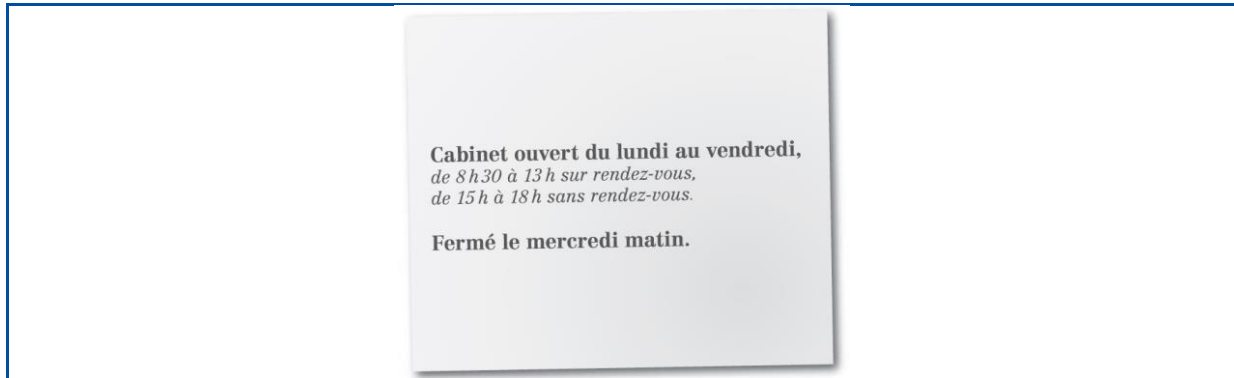 Cabinet ouvert du lundi au vendredi,
de 8 h 30 à 13 h sur rendez-vous,
de 15 h à 18 h sans rendez-vous.
Fermé le mercredi matin.